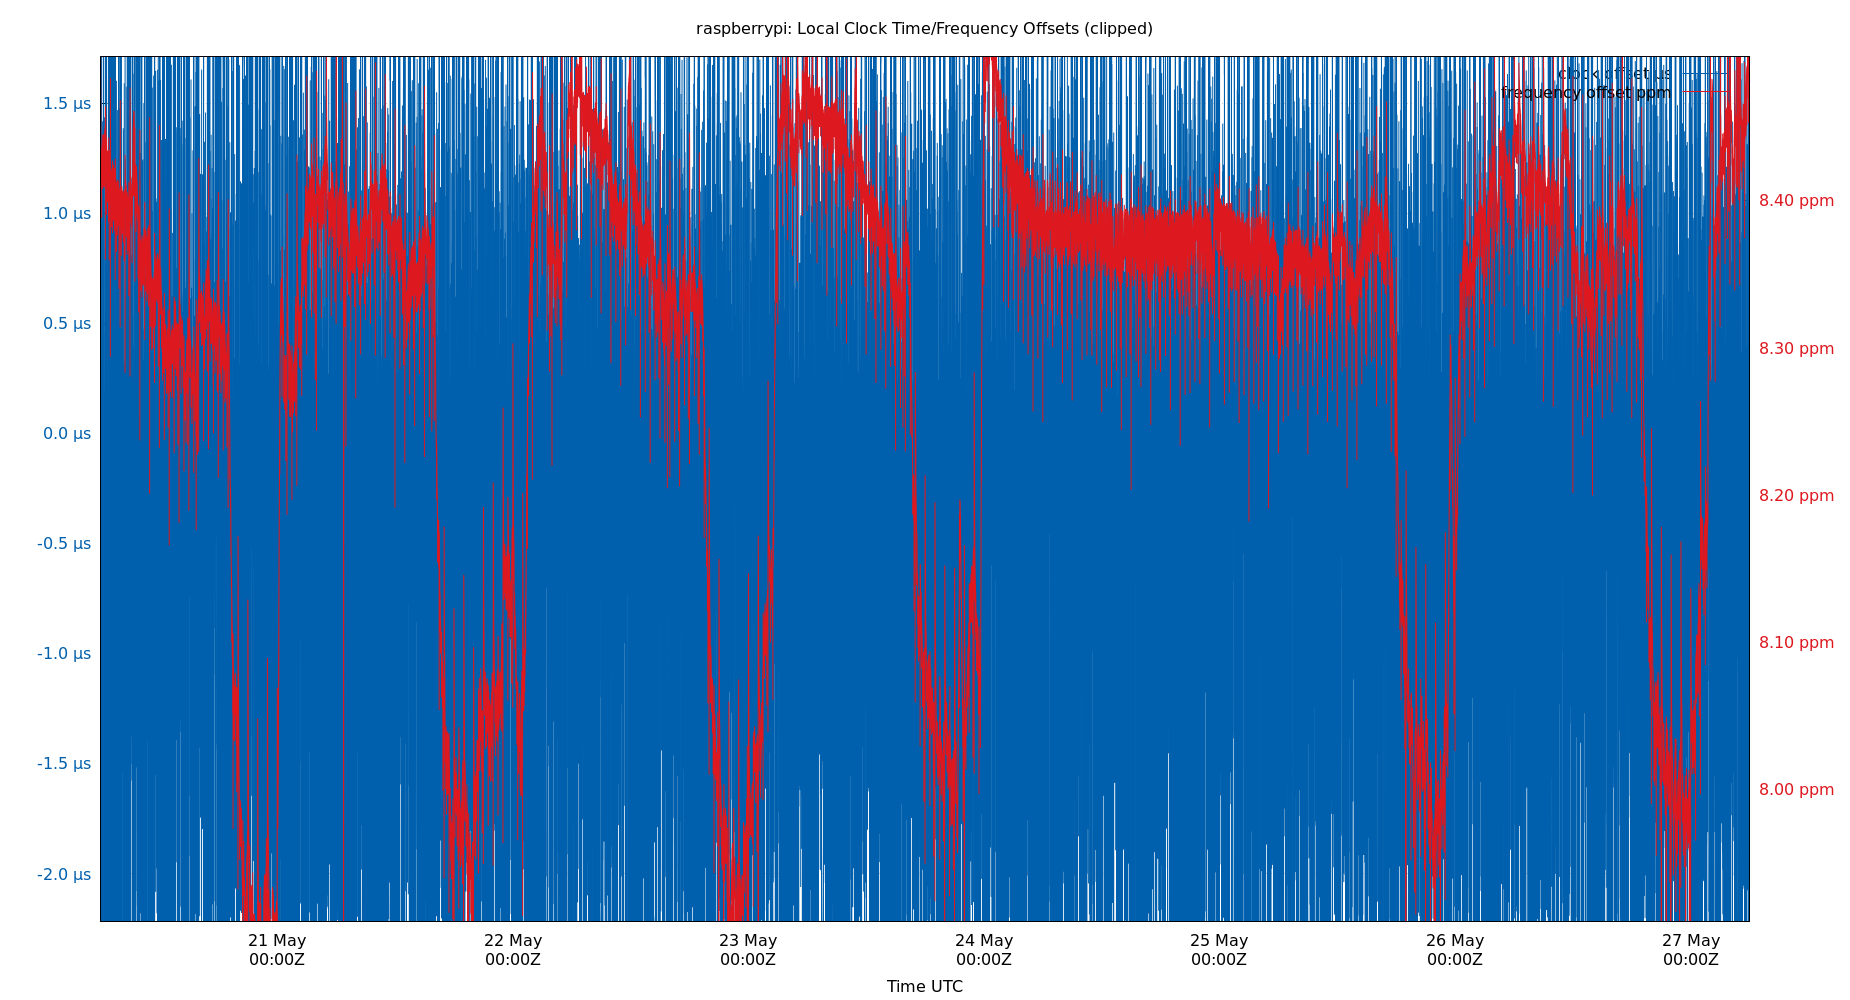 raspberrypi: Local Clock Time/Frequency Offsets (clipped)
clock offset µs
frequency offset ppm
1.5 µs
1.0 µs
0.5 µs
0.0 µs
-0.5 µs
-1.0 µs
-1.5 µs
-2.0 µs
8.40 ppm
8.30 ppm
8.20 ppm
8.10 ppm
8.00 ppm
21 May 22 May 23 May 24 May 25 May 26 May 27 May
00:00Z 00:00Z 00:00Z 00:00Z 00:00Z 00:00Z 00:00Z
Time UTC